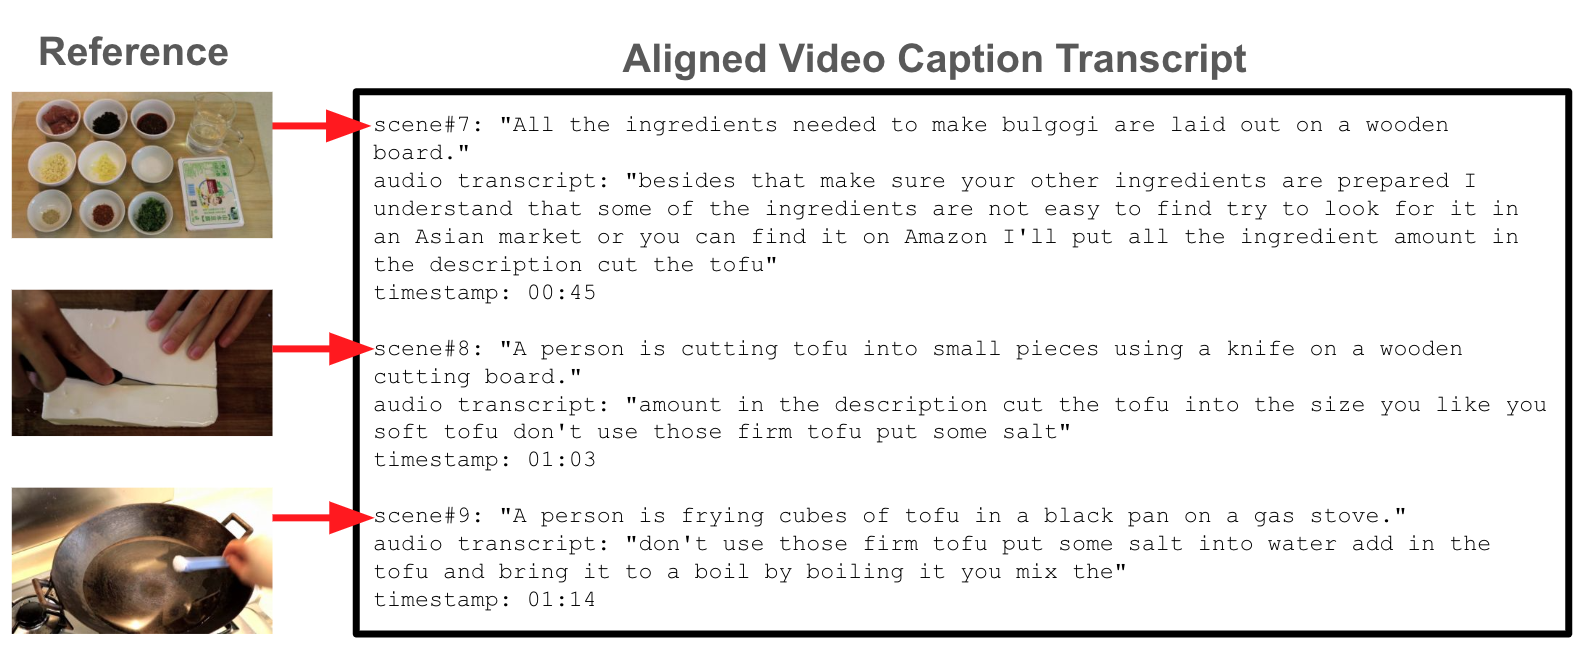 Reference
Aligned Video Caption Transcript
scene#7: "All the ingredients needed to make bulgogi are laid out on a wooden
board."
audio transcript: "besides that make sure your other ingredients are prepared I
understand that some of the ingredients are not easy to find try to look for it in
an Asian market or you can find it on Amazon I'll put all the ingredient amount in
the description cut the tofu"
timestamp: 00:45
scene#8: "A person is cutting tofu into small pieces using a knife on a wooden
cutting board."
audio transcript: "amount in the description cut the tofu into the size you like you
soft tofu don't use those firm tofu put some salt"
timestamp: 01:03
scene#9: "A person is frying cubes of tofu in a black pan on a gas stove."
audio transcript: "don't use those firm tofu put some salt into water add in the
tofu and bring it to a boil by boiling it you mix the"
timestamp: 01:14